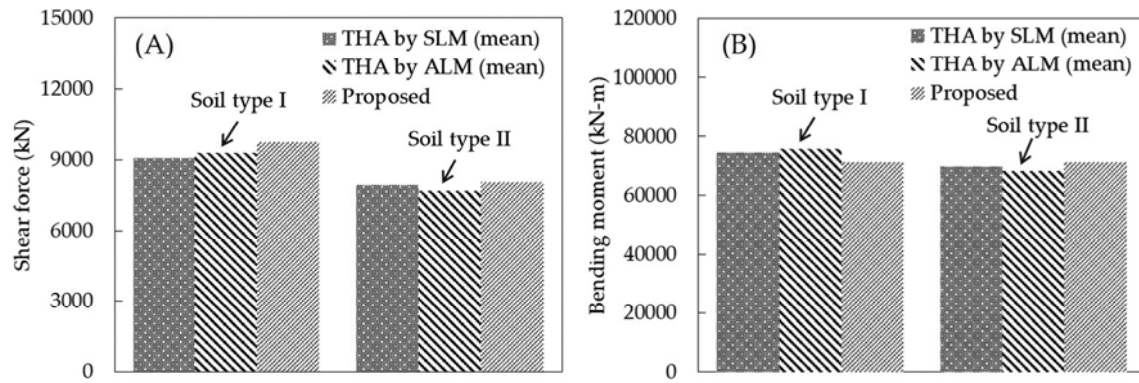 15000
12000
9000
6000
3000
0
Shear force (kN)
(A)
THA by SLM (mean)
THA by ALM (mean)
Proposed
Soil type I
Soil type II
120000
100000
80000
60000
40000
20000
0
Bending moment (kN-m)
(B)
THA by SLM (mean)
THA by ALM (mean)
Proposed
Soil type I
Soil type II